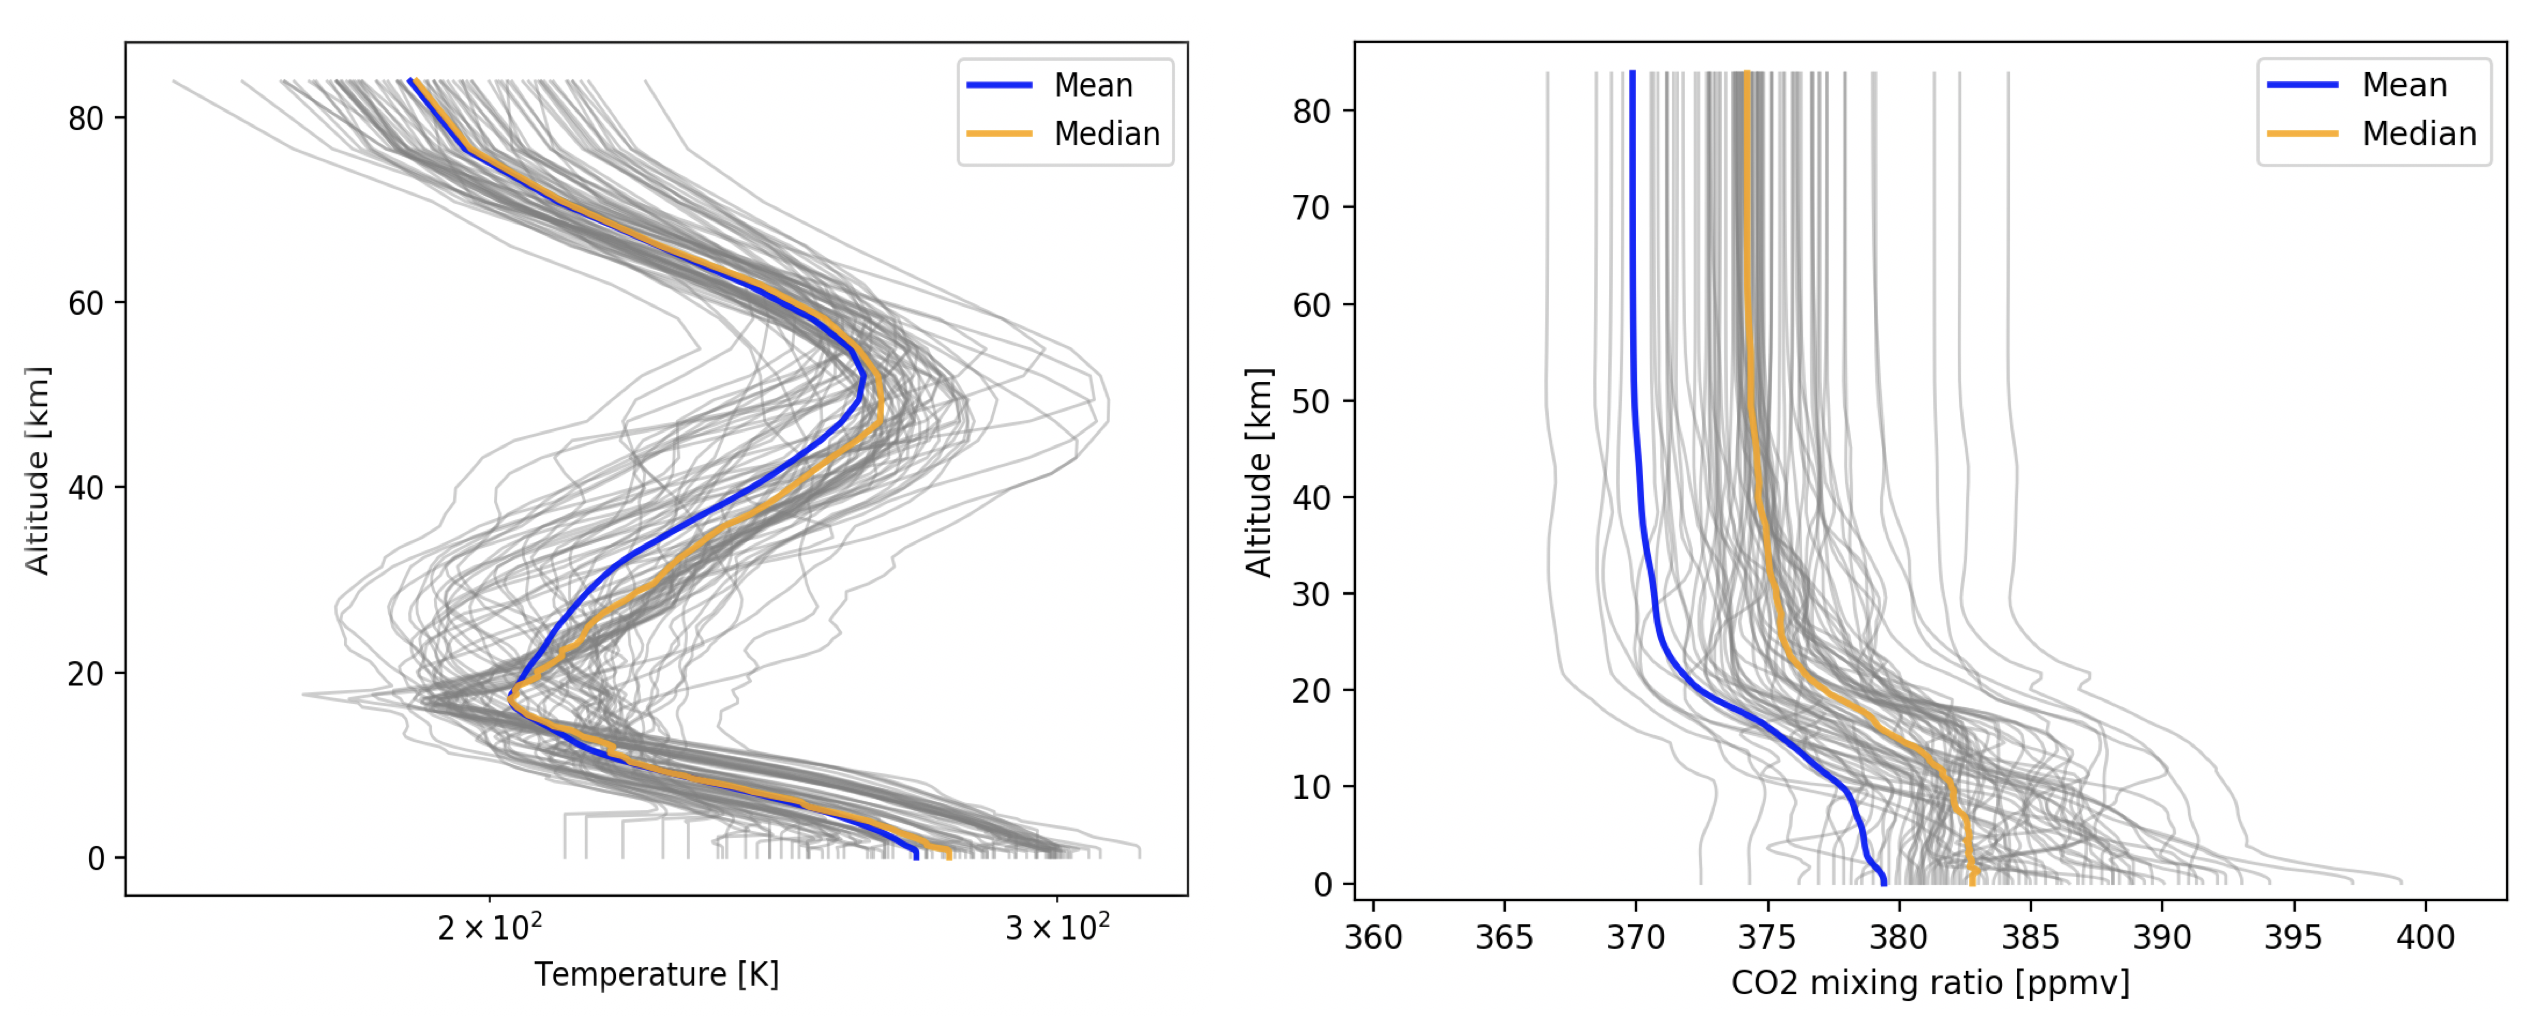 Mean
Median
80
60
40
20
0
Altitude [km]
2 × 10²
3 × 10²
Temperature [K]
Mean
Median
80
70
60
50
40
30
20
10
0
Altitude [km]
360 365 370 375 380 385 390 395 400
CO2 mixing ratio [ppmv]